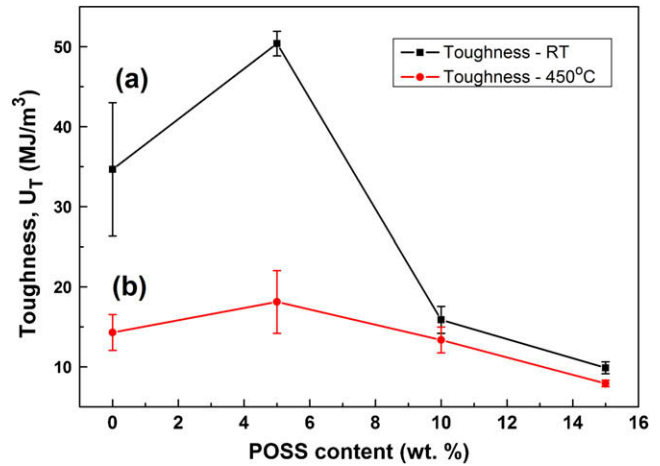 50
40
30
20
10
Toughness, U_T (MJ/m³)
(a)
(b)
Toughness - RT
Toughness - 450°C
0 2 4 6 8 10 12 14 16
POSS content (wt. %)